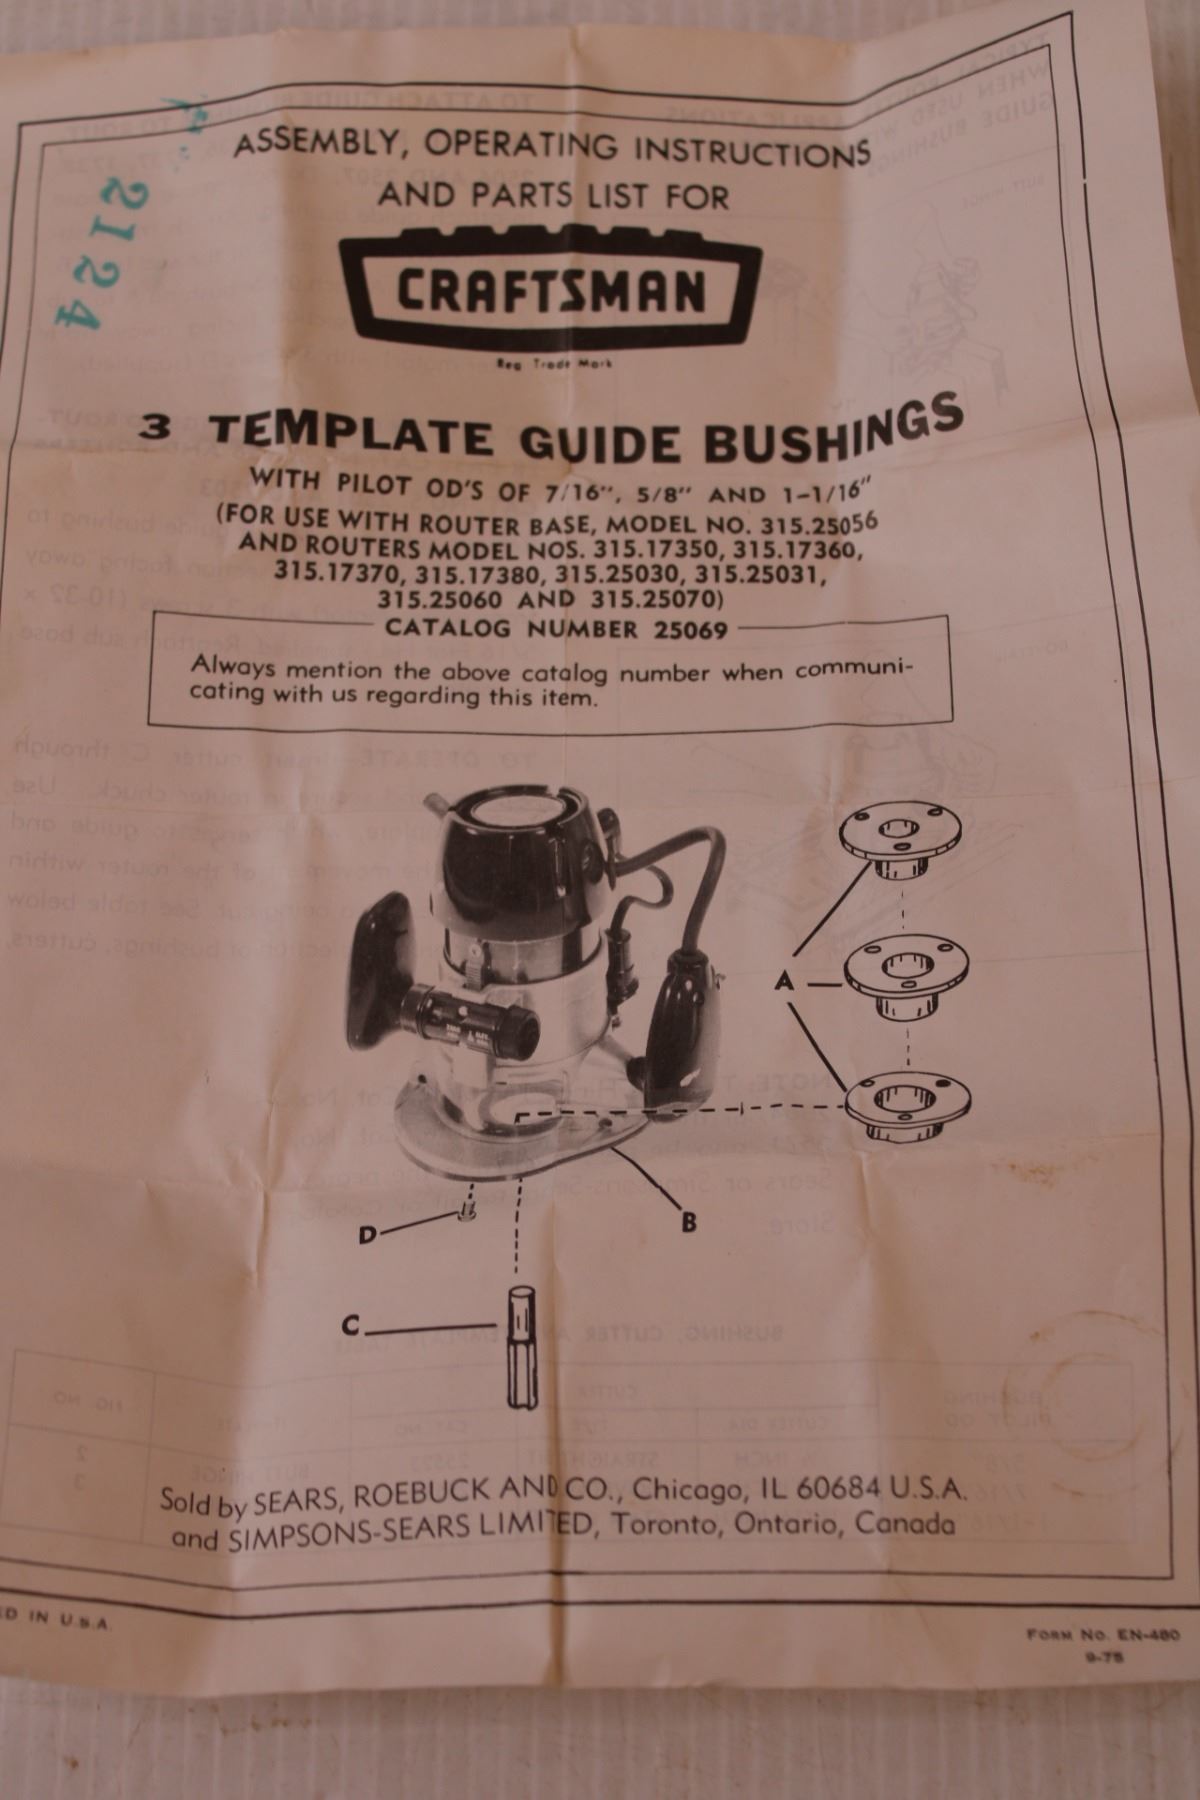 2124
ASSEMBLY, OPERATING INSTRUCTIONS
AND PARTS LIST FOR
CRAFTSMAN
Reg Trade Mark
3 TEMPLATE GUIDE BUSHINGS
WITH PILOT OD'S OF 7/16", 5/8" AND 1-1/16"
(FOR USE WITH ROUTER BASE, MODEL NO. 315.25056
AND ROUTERS MODEL NOS. 315.17350, 315.17360,
315.17370, 315.17380, 315.25030, 315.25031,
315.25060 AND 315.25070)
CATALOG NUMBER 25069
Always mention the above catalog number when communi-
cating with us regarding this item.
A
B
D
C
Sold by SEARS, ROEBUCK AND CO., Chicago, IL 60684 U.S.A.
and SIMPSONS-SEARS LIMITED, Toronto, Ontario, Canada
IN U.S.A.
FORM NO. EN-480